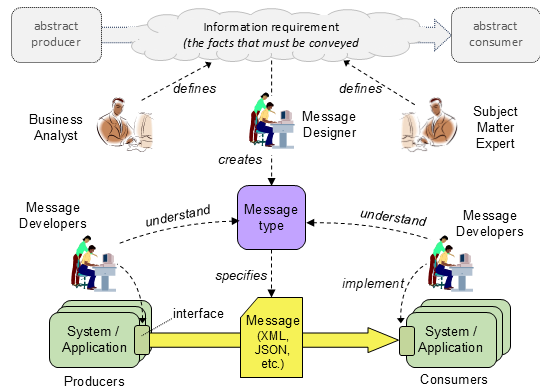 abstract
producer
Information requirement
(the facts that must be conveyed
abstract
consumer
defines
defines
Business
Analyst
Message
Designer
Subject
Matter
Expert
creates
Message
Developers
understand
Message
type
understand
Message
Developers
specifies
implement
interface
System /
Application
Message
(XML,
JSON,
etc.)
System /
Application
Producers
Consumers